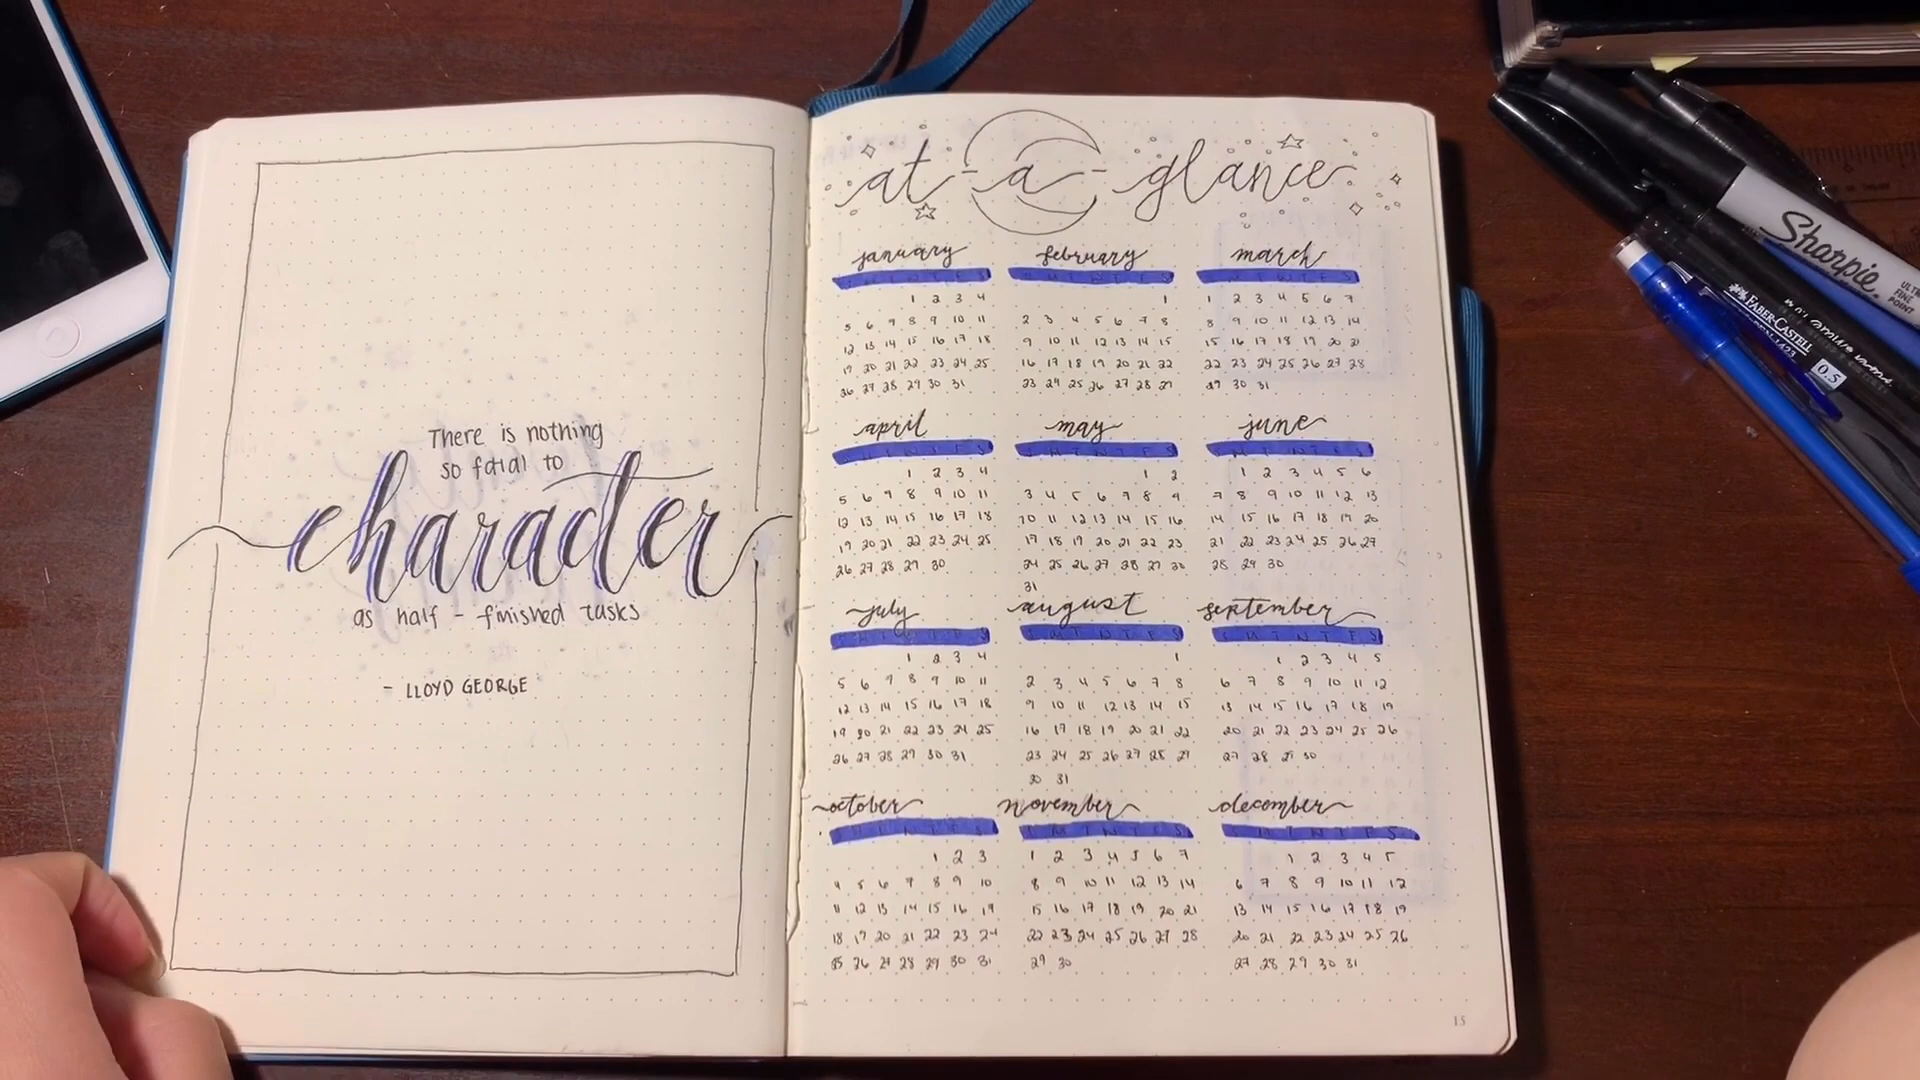 There is nothing
so fatal to
character
as half - finished tasks
- LLOYD GEORGE
at - a - glance
january february march
S M T W T F S S M T W T F S S M T W T F S
1 2 3 4 1 1 2 3 4 5 6 7
5 6 7 8 9 10 11 2 3 4 5 6 7 8 8 9 10 11 12 13 14
12 13 14 15 16 17 18 9 10 11 12 13 14 15 15 16 17 18 19 20 21
19 20 21 22 23 24 25 16 17 18 19 20 21 22 22 23 24 25 26 27 28
26 27 28 29 30 31 23 24 25 26 27 28 29 29 30 31
april may june
S M T W T F S S M T W T F S S M T W T F S
1 2 3 4 1 2 1 2 3 4 5 6
5 6 7 8 9 10 11 3 4 5 6 7 8 9 7 8 9 10 11 12 13
12 13 14 15 16 17 18 10 11 12 13 14 15 16 14 15 16 17 18 19 20
19 20 21 22 23 24 25 17 18 19 20 21 22 23 21 22 23 24 25 26 27
26 27 28 29 30 24 25 26 27 28 29 30 28 29 30
31
july august september
S M T W T F S S M T W T F S S M T W T F S
1 2 3 4 1 1 2 3 4 5
5 6 7 8 9 10 11 2 3 4 5 6 7 8 6 7 8 9 10 11 12
12 13 14 15 16 17 18 9 10 11 12 13 14 15 13 14 15 16 17 18 19
19 20 21 22 23 24 25 16 17 18 19 20 21 22 20 21 22 23 24 25 26
26 27 28 29 30 31 23 24 25 26 27 28 29 27 28 29 30
30 31
october november december
S M T W T F S S M T W T F S S M T W T F S
1 2 3 1 2 3 4 5 6 7 1 2 3 4 5
4 5 6 7 8 9 10 8 9 10 11 12 13 14 6 7 8 9 10 11 12
11 12 13 14 15 16 17 15 16 17 18 19 20 21 13 14 15 16 17 18 19
18 19 20 21 22 23 24 22 23 24 25 26 27 28 20 21 22 23 24 25 26
25 26 27 28 29 30 31 29 30 27 28 29 30 31
15
Sharpie
ULTRA
FINE
POINT
FABER-CASTELL
1423
0.5